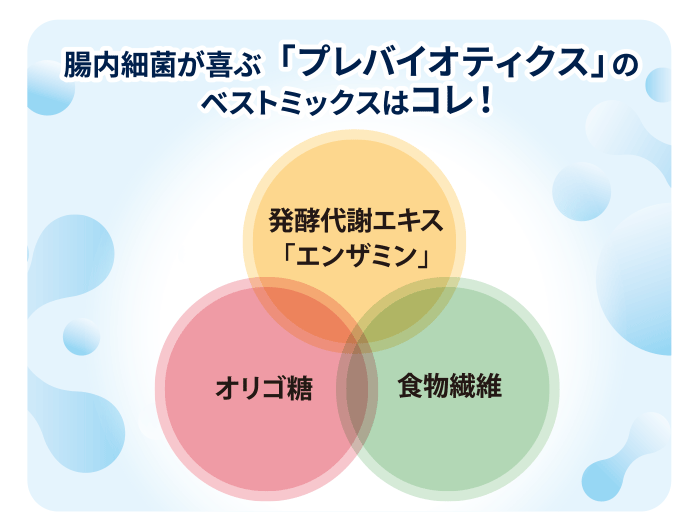 腸内細菌が喜ぶ「プレバイオティクス」の
ベストミックスはコレ！
発酵代謝エキス
「エンザミン」
オリゴ糖
食物繊維